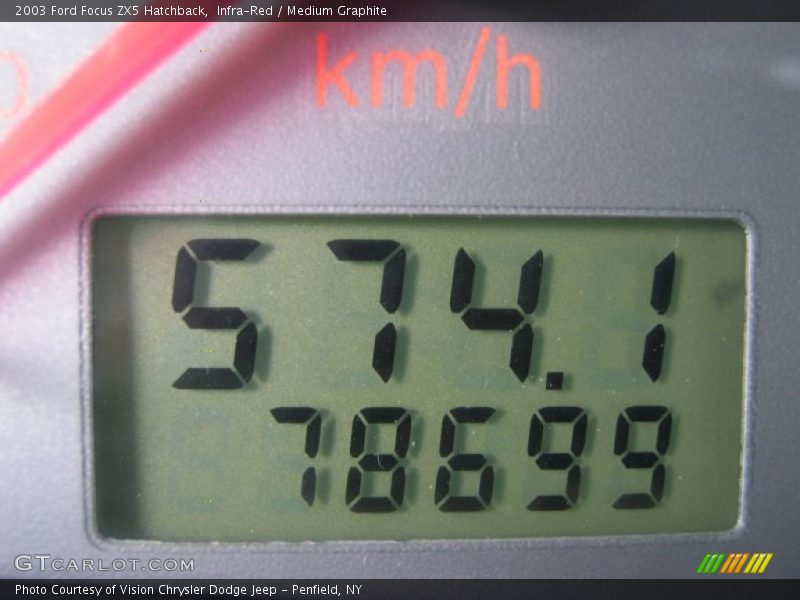 2003 Ford Focus ZX5 Hatchback,  Infra-Red / Medium Graphite
km/h
574.1
78699
GTCARLOT.COM
Photo Courtesy of Vision Chrysler Dodge Jeep - Penfield, NY